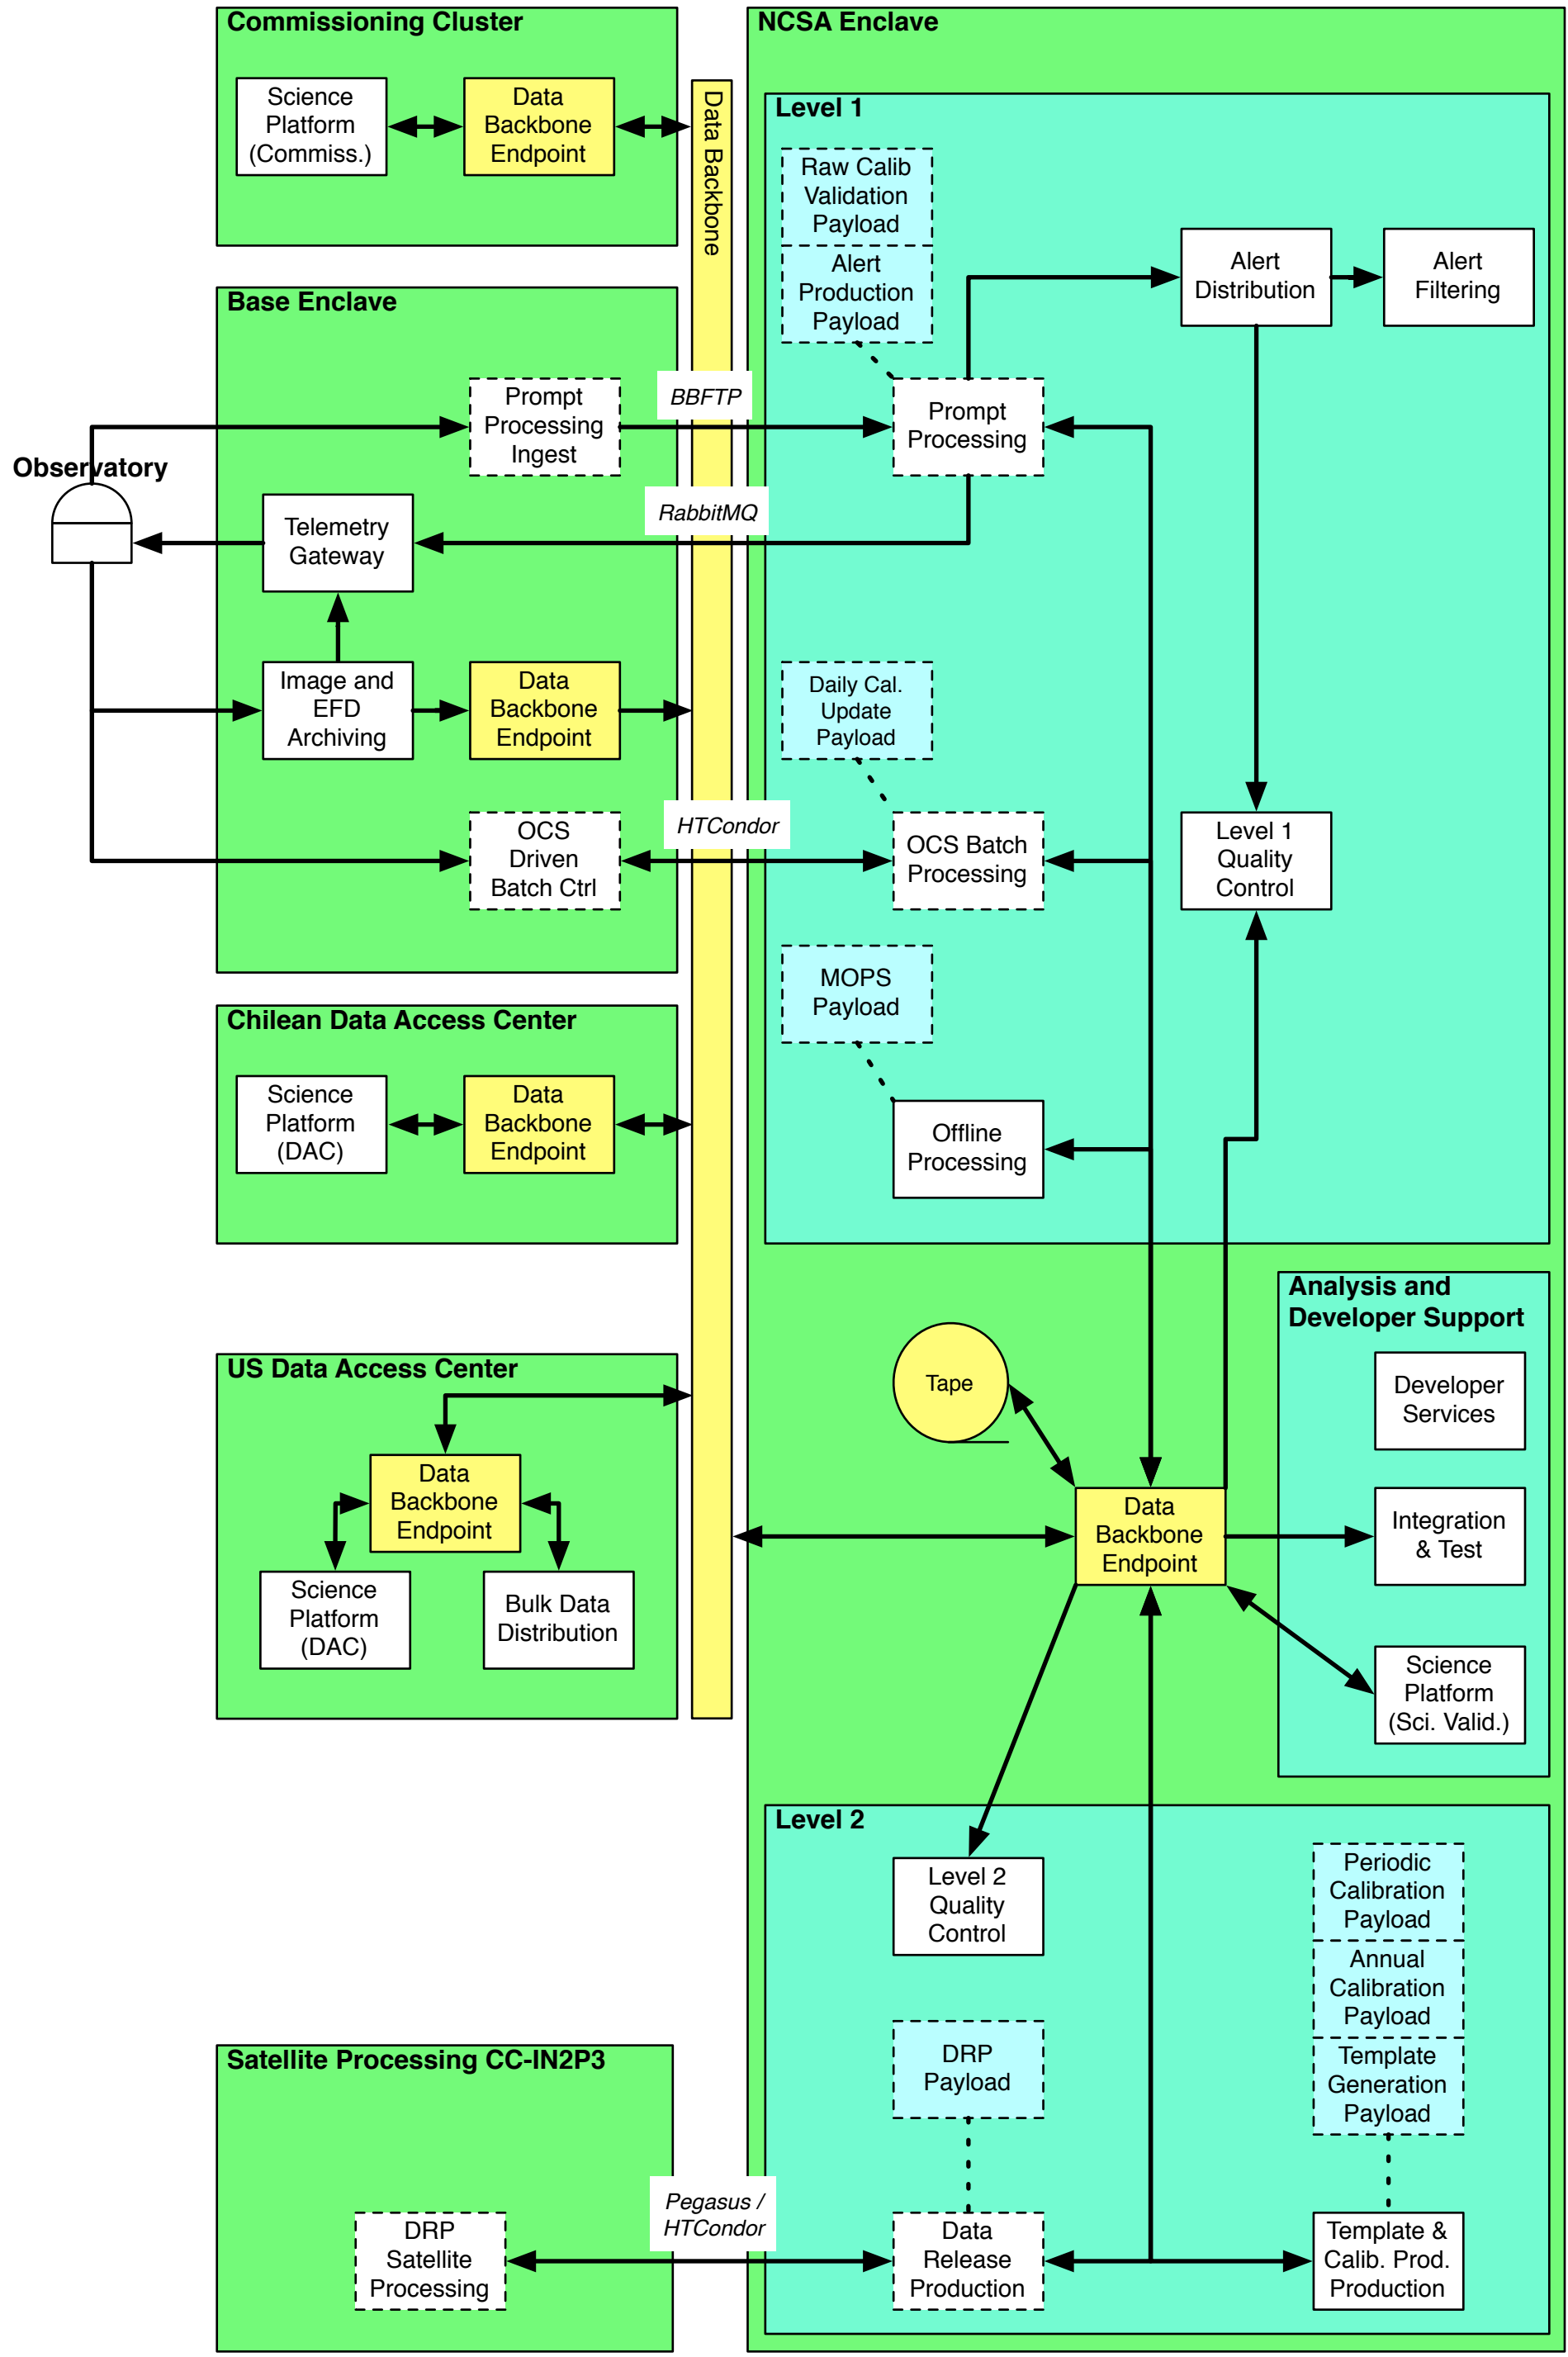 Commissioning Cluster
Science
Platform
(Commiss.)
Data
Backbone
Endpoint
Data Backbone
Base Enclave
Prompt
Processing
Ingest
BBFTP
Observatory
Telemetry
Gateway
RabbitMQ
Image and
EFD
Archiving
Data
Backbone
Endpoint
OCS
Driven
Batch Ctrl
HTCondor
Chilean Data Access Center
Science
Platform
(DAC)
Data
Backbone
Endpoint
US Data Access Center
Data
Backbone
Endpoint
Science
Platform
(DAC)
Bulk Data
Distribution
Satellite Processing CC-IN2P3
DRP
Satellite
Processing
Pegasus /
HTCondor
NCSA Enclave
Level 1
Raw Calib
Validation
Payload
Alert
Production
Payload
Alert
Distribution
Alert
Filtering
Prompt
Processing
Daily Cal.
Update
Payload
OCS Batch
Processing
Level 1
Quality
Control
MOPS
Payload
Offline
Processing
Analysis and
Developer Support
Developer
Services
Tape
Data
Backbone
Endpoint
Integration
& Test
Science
Platform
(Sci. Valid.)
Level 2
Level 2
Quality
Control
Periodic
Calibration
Payload
Annual
Calibration
Payload
Template
Generation
Payload
DRP
Payload
Data
Release
Production
Template &
Calib. Prod.
Production